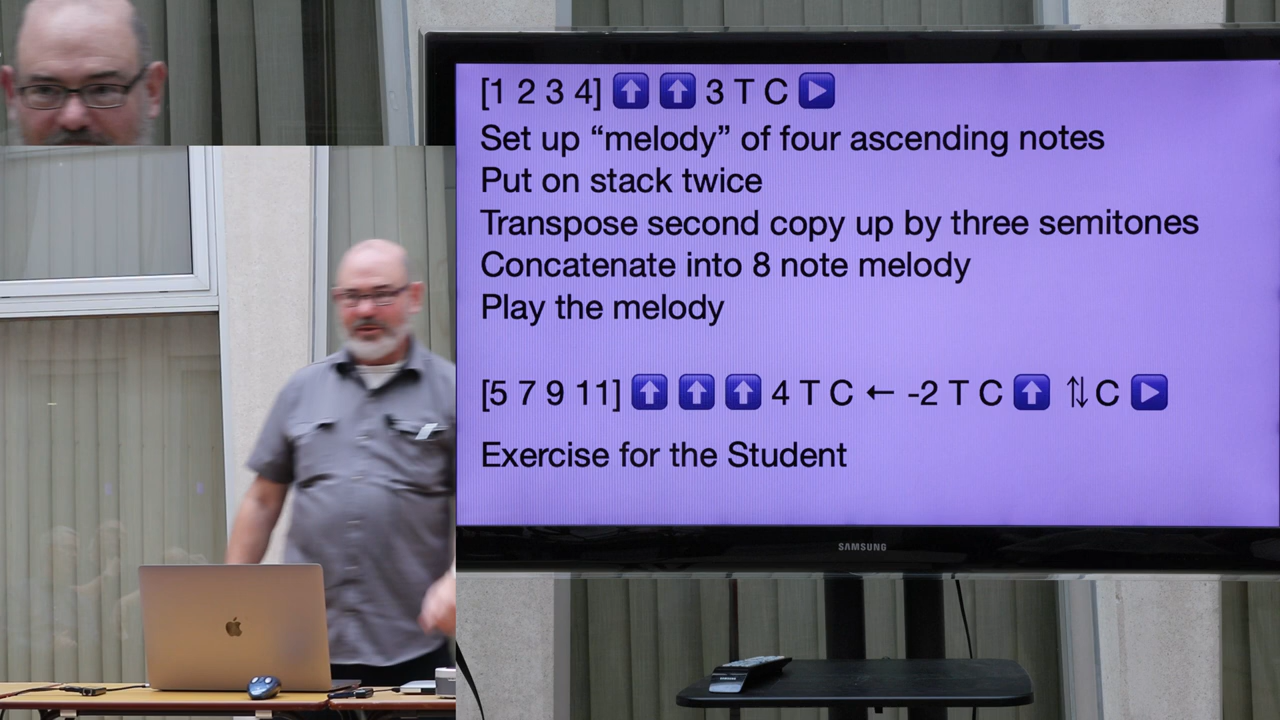 [1 2 3 4] ⬆️ ⬆️ 3 T C ▶️
Set up “melody” of four ascending notes
Put on stack twice
Transpose second copy up by three semitones
Concatenate into 8 note melody
Play the melody
[5 7 9 11] ⬆️ ⬆️ ⬆️ 4 T C ← -2 T C ⬆️ ⇅ C ▶️
Exercise for the Student
SAMSUNG